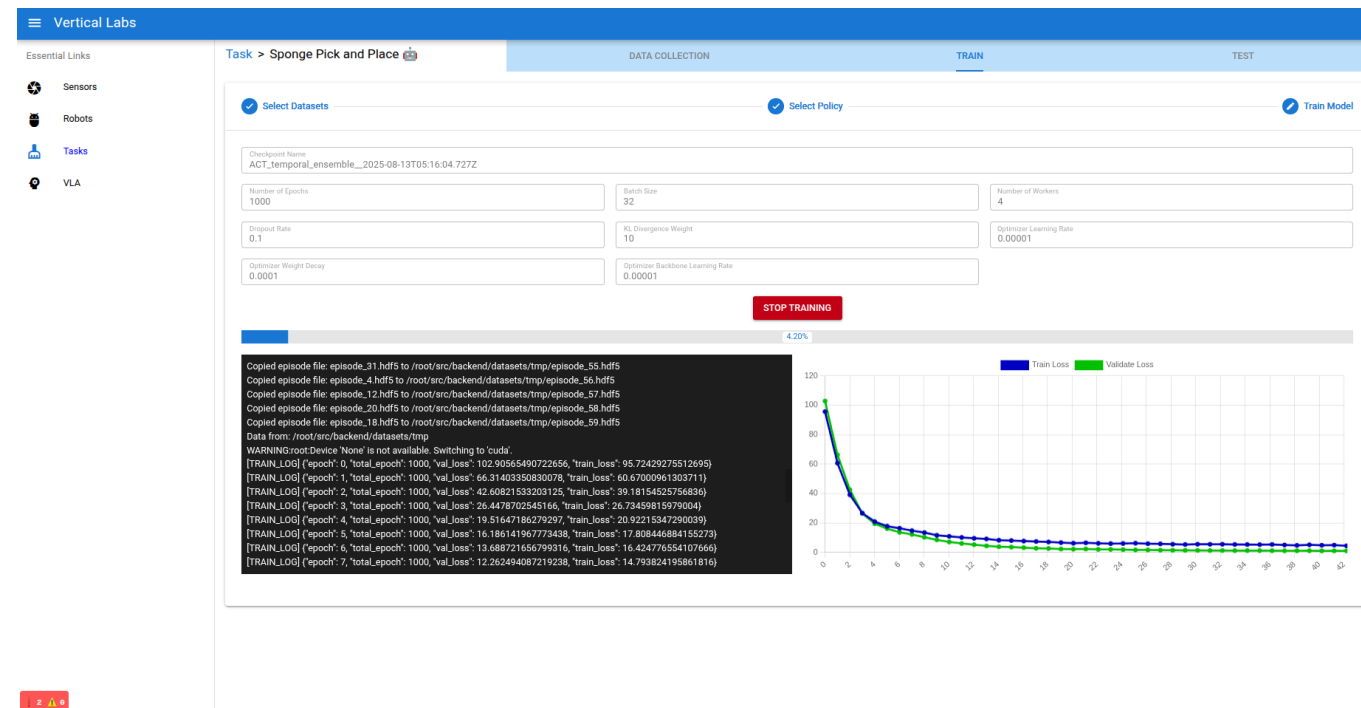 Vertical Labs
Essential Links
Sensors
Robots
Tasks
VLA
Task > Sponge Pick and Place 🤖
DATA COLLECTION
TRAIN
TEST
Select Datasets
Select Policy
Train Model
Checkpoint Name
ACT_temporal_ensemble__2025-08-13T05:16:04.727Z
Number of Epochs
1000
Batch Size
32
Number of Workers
4
Dropout Rate
0.1
KL Divergence Weight
10
Optimizer Learning Rate
0.00001
Optimizer Weight Decay
0.0001
Optimizer Backbone Learning Rate
0.00001
STOP TRAINING
4.20%
Copied episode file: episode_31.hdf5 to /root/src/backend/datasets/tmp/episode_55.hdf5
Copied episode file: episode_4.hdf5 to /root/src/backend/datasets/tmp/episode_56.hdf5
Copied episode file: episode_12.hdf5 to /root/src/backend/datasets/tmp/episode_57.hdf5
Copied episode file: episode_20.hdf5 to /root/src/backend/datasets/tmp/episode_58.hdf5
Copied episode file: episode_18.hdf5 to /root/src/backend/datasets/tmp/episode_59.hdf5
Data from: /root/src/backend/datasets/tmp
WARNING:root:Device 'None' is not available. Switching to 'cuda'.
[TRAIN_LOG] {"epoch": 0, "total_epoch": 1000, "val_loss": 102.90565490722656, "train_loss": 95.72429275512695}
[TRAIN_LOG] {"epoch": 1, "total_epoch": 1000, "val_loss": 66.31403350830078, "train_loss": 60.67000961303711}
[TRAIN_LOG] {"epoch": 2, "total_epoch": 1000, "val_loss": 42.60821533203125, "train_loss": 39.18154525756836}
[TRAIN_LOG] {"epoch": 3, "total_epoch": 1000, "val_loss": 26.4478702545166, "train_loss": 26.73459815979004}
[TRAIN_LOG] {"epoch": 4, "total_epoch": 1000, "val_loss": 19.51647186279297, "train_loss": 20.92215347290039}
[TRAIN_LOG] {"epoch": 5, "total_epoch": 1000, "val_loss": 16.186141967773438, "train_loss": 17.808446884155273}
[TRAIN_LOG] {"epoch": 6, "total_epoch": 1000, "val_loss": 13.688721656799316, "train_loss": 16.424776554107666}
[TRAIN_LOG] {"epoch": 7, "total_epoch": 1000, "val_loss": 12.262494087219238, "train_loss": 14.793824195861816}
Train Loss
Validate Loss
120
100
80
60
40
20
0
0 2 4 6 8 10 12 14 16 18 20 22 24 26 28 30 32 34 36 38 40 42
2 ⚠️ 0